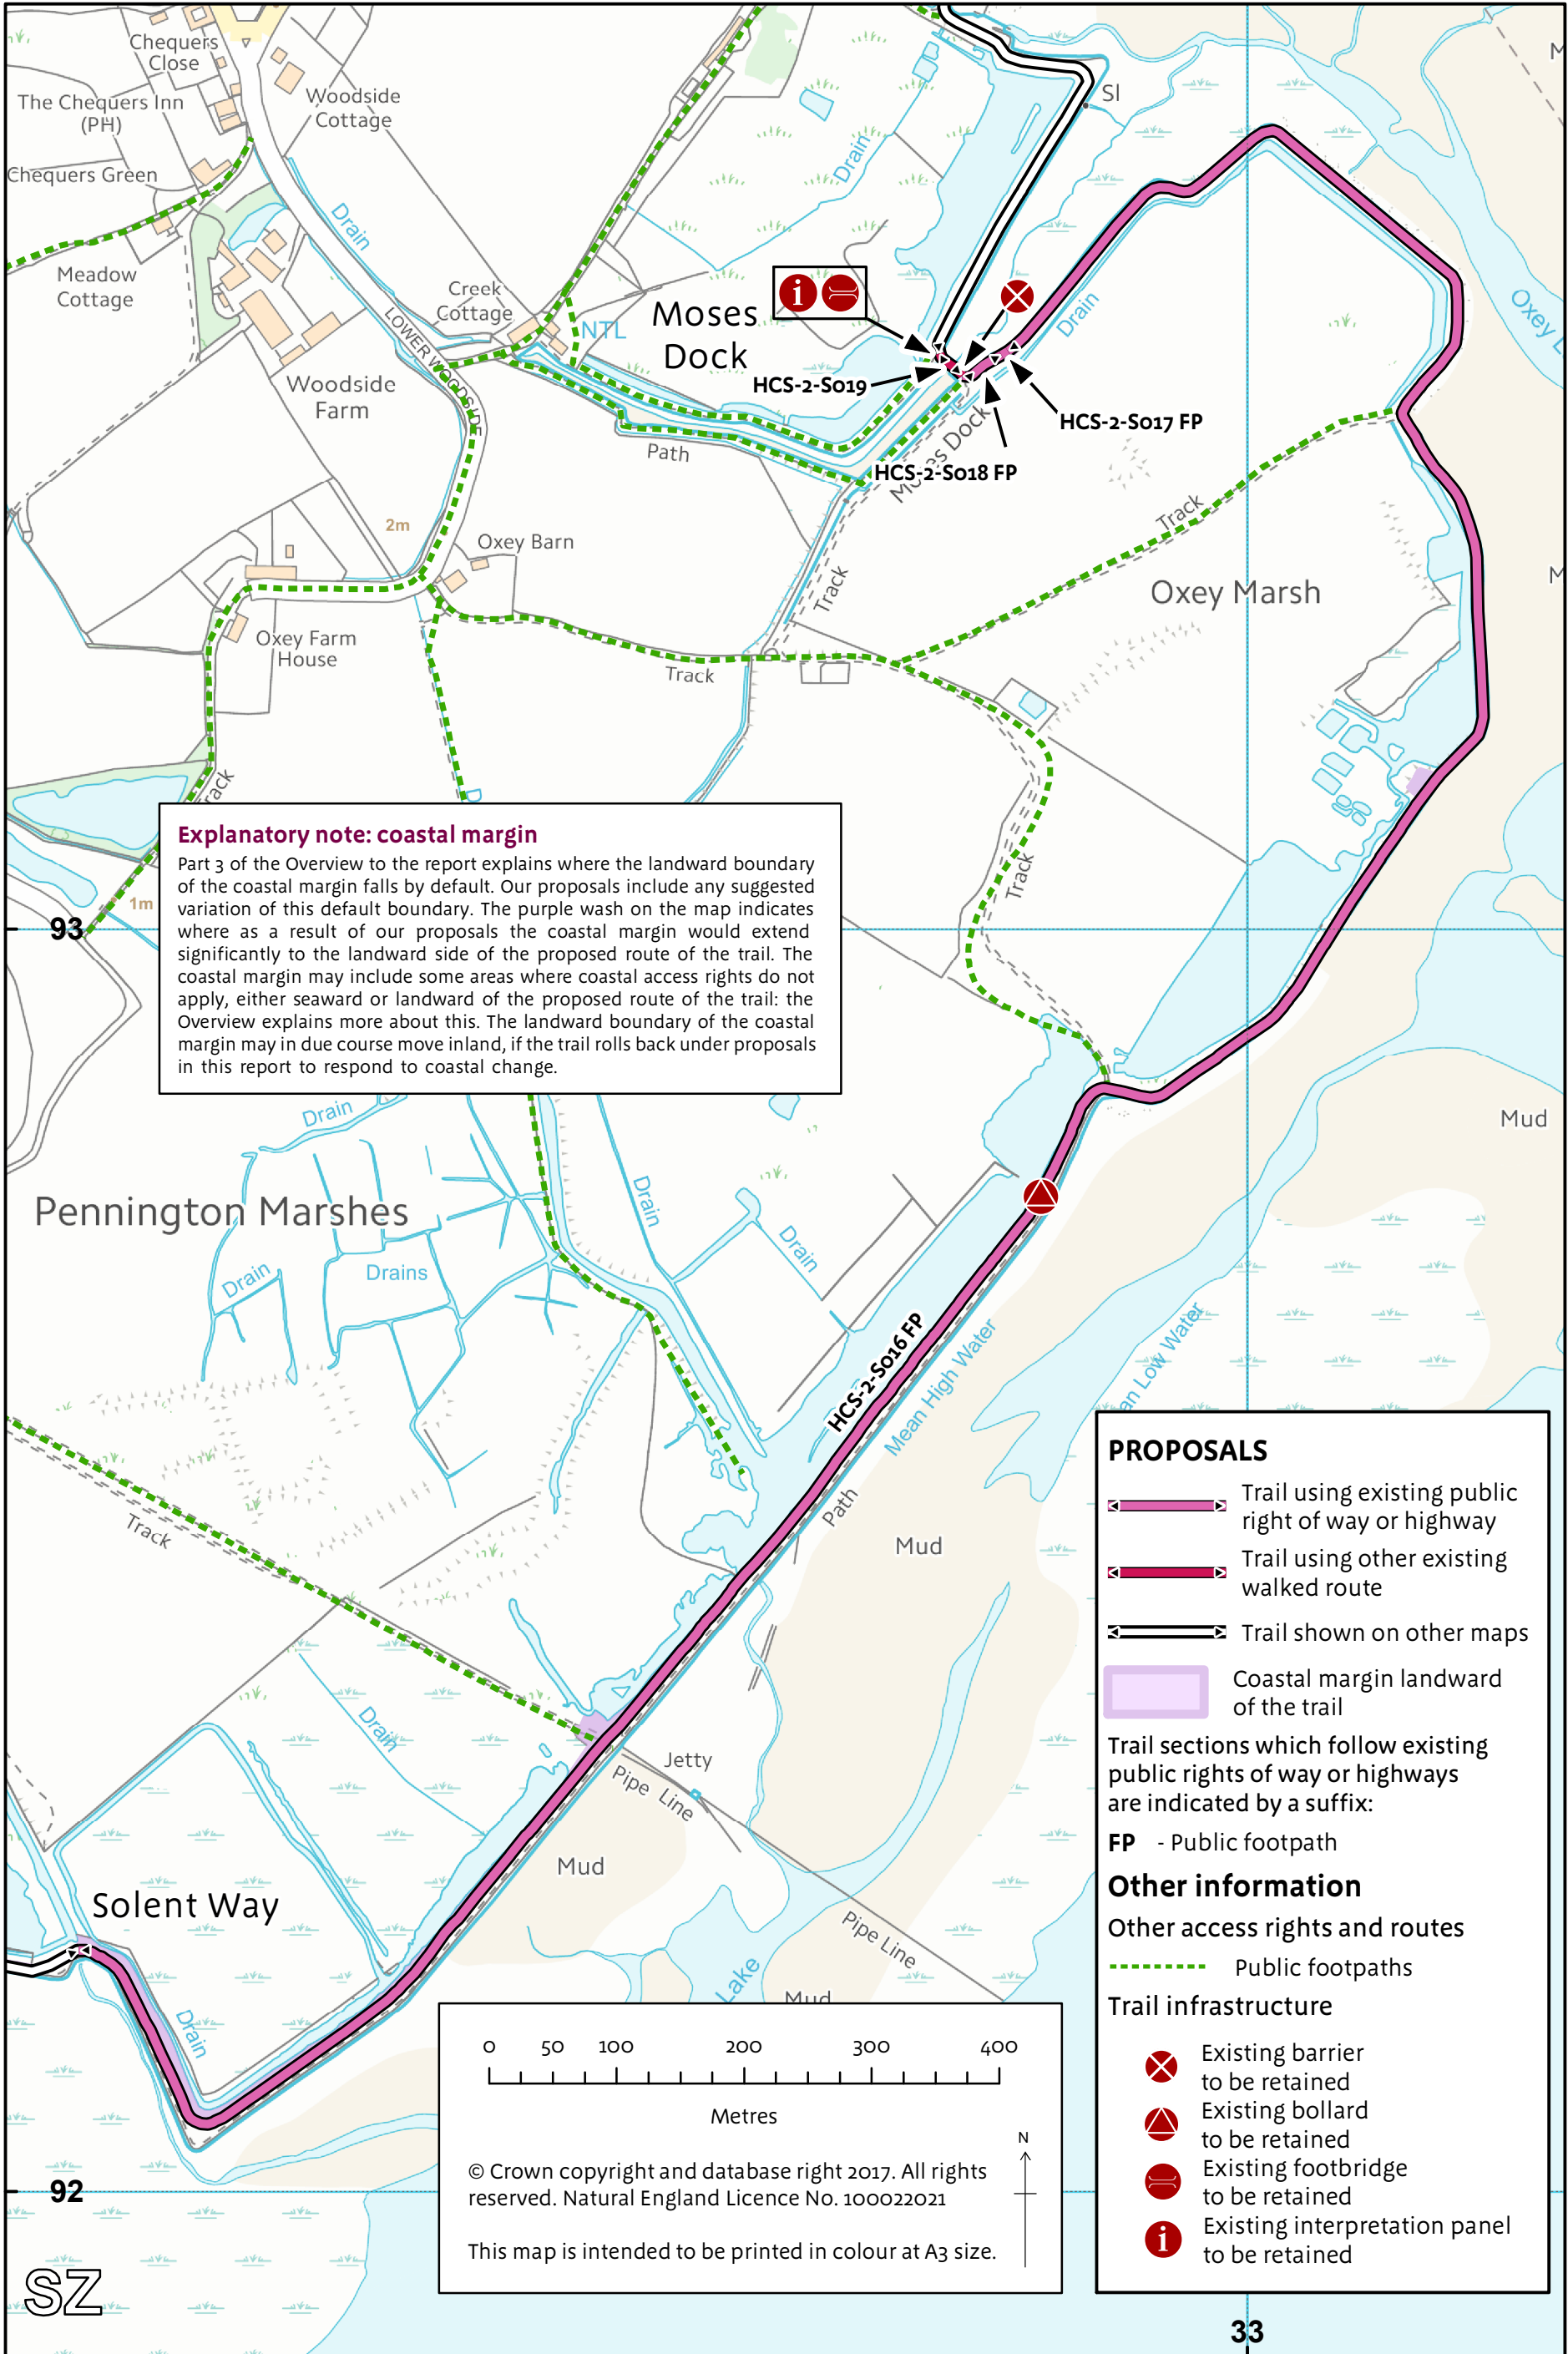 Chequers
Close
The Chequers Inn
(PH)
Woodside
Cottage
Chequers Green
Drain
Drain
Sl
Meadow
Cottage
Creek
Cottage
NTL
Moses
Dock
i
Drain
Oxey L
LOWER WOODSIDE
Woodside
Farm
HCS-2-S019
HCS-2-S017 FP
Path
HCS-2-S018 FP
Moses Dock
2m
Oxey Barn
Track
Track
Oxey Marsh
M
M
Oxey Farm
House
Track
Track
D
Explanatory note: coastal margin
Part 3 of the Overview to the report explains where the landward boundary
of the coastal margin falls by default. Our proposals include any suggested
variation of this default boundary. The purple wash on the map indicates
where as a result of our proposals the coastal margin would extend
significantly to the landward side of the proposed route of the trail. The
coastal margin may include some areas where coastal access rights do not
apply, either seaward or landward of the proposed route of the trail: the
Overview explains more about this. The landward boundary of the coastal
margin may in due course move inland, if the trail rolls back under proposals
in this report to respond to coastal change.
1m
93
Track
Drain
Mud
Pennington Marshes
Drain
Drain
Drain
Drains
HCS-2-S016 FP
Mean High Water
an Low Water
Path
Track
Mud
Drain
Jetty
Pipe Line
Mud
Solent Way
Pipe Line
Drain
Lake
Mud
PROPOSALS
Trail using existing public
right of way or highway
Trail using other existing
walked route
Trail shown on other maps
Coastal margin landward
of the trail
Trail sections which follow existing
public rights of way or highways
are indicated by a suffix:
FP - Public footpath
Other information
Other access rights and routes
Public footpaths
Trail infrastructure
Existing barrier
to be retained
Existing bollard
to be retained
Existing footbridge
to be retained
i Existing interpretation panel
to be retained
0 50 100 200 300 400
Metres
N
© Crown copyright and database right 2017. All rights
reserved. Natural England Licence No. 100022021
This map is intended to be printed in colour at A3 size.
92
SZ
33